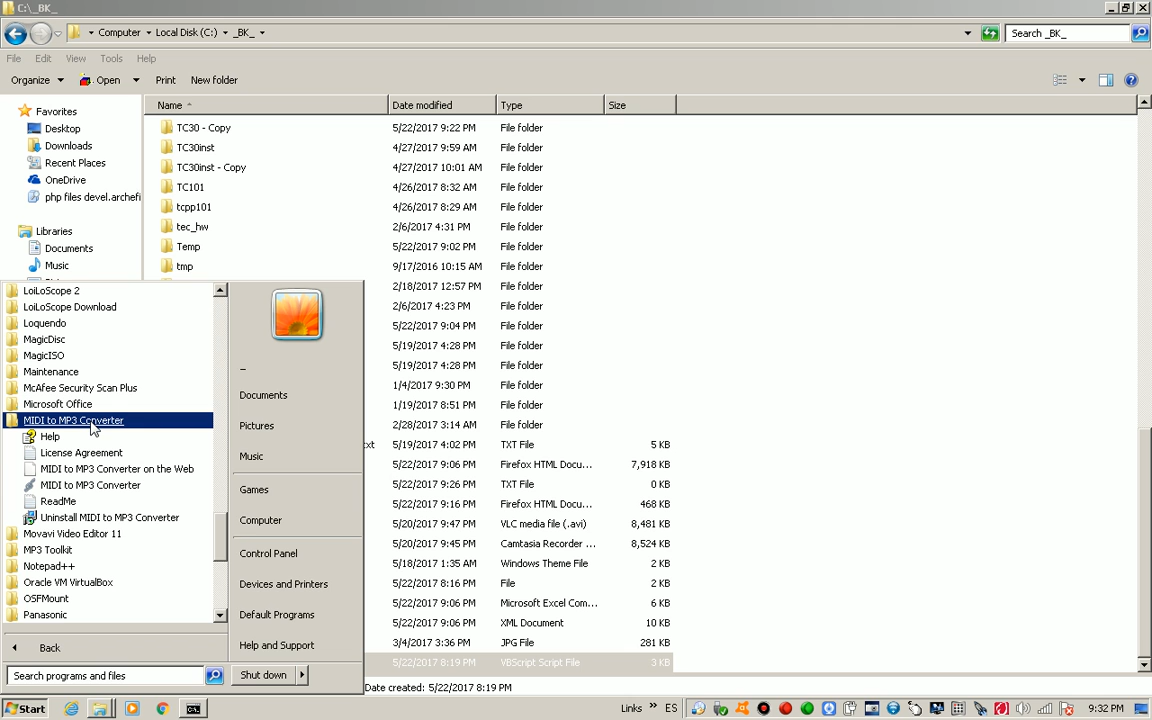 C:\_BK_
Computer Local Disk (C:) _BK_
Search _BK_
File Edit View Tools Help
Organize Open Print New folder
Favorites
Desktop
Downloads
Recent Places
OneDrive
php files devel.archefi
Libraries
Documents
Music
Name Date modified Type Size
TC30 - Copy 5/22/2017 9:22 PM File folder
TC30inst 4/27/2017 9:59 AM File folder
TC30inst - Copy 4/27/2017 10:01 AM File folder
TC101 4/26/2017 8:32 AM File folder
tcpp101 4/26/2017 8:29 AM File folder
tec_hw 2/6/2017 4:31 PM File folder
Temp 5/22/2017 9:02 PM File folder
tmp 9/17/2016 10:15 AM File folder
2/18/2017 12:57 PM File folder
2/6/2017 4:23 PM File folder
5/22/2017 9:04 PM File folder
5/19/2017 4:28 PM File folder
5/19/2017 4:28 PM File folder
1/4/2017 9:30 PM File folder
1/19/2017 8:51 PM File folder
2/28/2017 3:14 AM File folder
xt 5/19/2017 4:02 PM TXT File 5 KB
5/22/2017 9:06 PM Firefox HTML Docu... 7,918 KB
5/22/2017 9:26 PM TXT File 0 KB
5/22/2017 9:16 PM Firefox HTML Docu... 468 KB
5/20/2017 9:47 PM VLC media file (.avi) 8,481 KB
5/20/2017 9:45 PM Camtasia Recorder ... 8,524 KB
5/18/2017 1:35 AM Windows Theme File 2 KB
5/22/2017 8:16 PM File 2 KB
5/22/2017 9:06 PM Microsoft Excel Com... 6 KB
5/22/2017 9:06 PM XML Document 10 KB
3/4/2017 3:36 PM JPG File 281 KB
5/22/2017 8:19 PM VBScript Script File 3 KB
Date created: 5/22/2017 8:19 PM
LoiLoScope 2
LoiLoScope Download
Loquendo
MagicDisc
MagicISO
Maintenance
McAfee Security Scan Plus
Microsoft Office
MIDI to MP3 Converter
Help
License Agreement
MIDI to MP3 Converter on the Web
MIDI to MP3 Converter
ReadMe
Uninstall MIDI to MP3 Converter
Movavi Video Editor 11
MP3 Toolkit
Notepad++
Oracle VM VirtualBox
OSFMount
Panasonic
Back
Search programs and files
_
Documents
Pictures
Music
Games
Computer
Control Panel
Devices and Printers
Default Programs
Help and Support
Shut down
Start Links » ES 9:32 PM